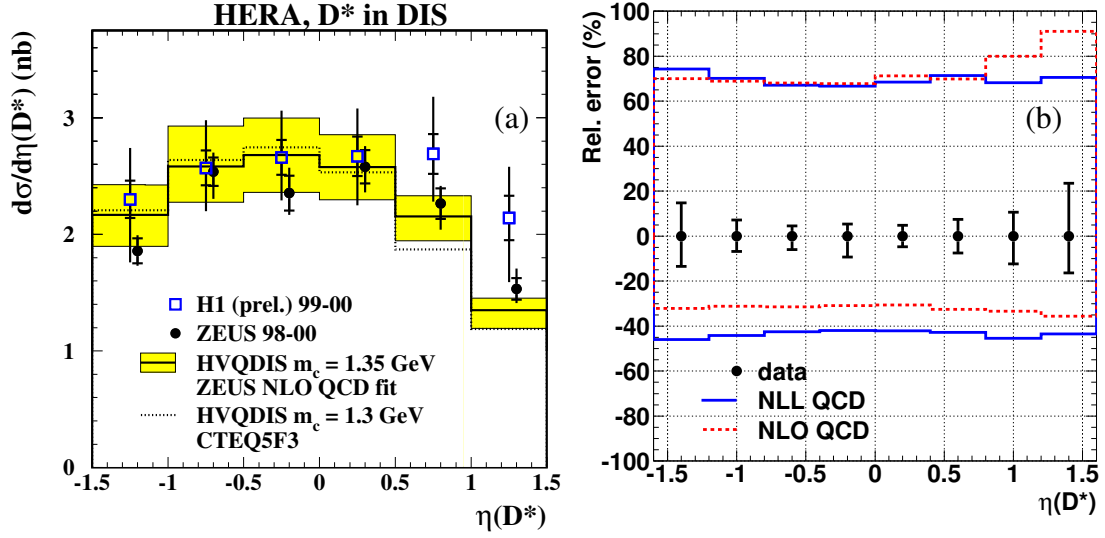 HERA, D* in DIS
dσ/dη(D*) (nb)
(a)
3
2
1
0
H1 (prel.) 99-00
ZEUS 98-00
HVQDIS m_c = 1.35 GeV
ZEUS NLO QCD fit
HVQDIS m_c = 1.3 GeV
CTEQ5F3
-1.5 -1 -0.5 0 0.5 1 1.5
η(D*)
Rel. error (%)
(b)
100
80
60
40
20
0
-20
-40
-60
-80
-100
data
NLL QCD
NLO QCD
-1.5 -1 -0.5 0 0.5 1 1.5
η(D*)